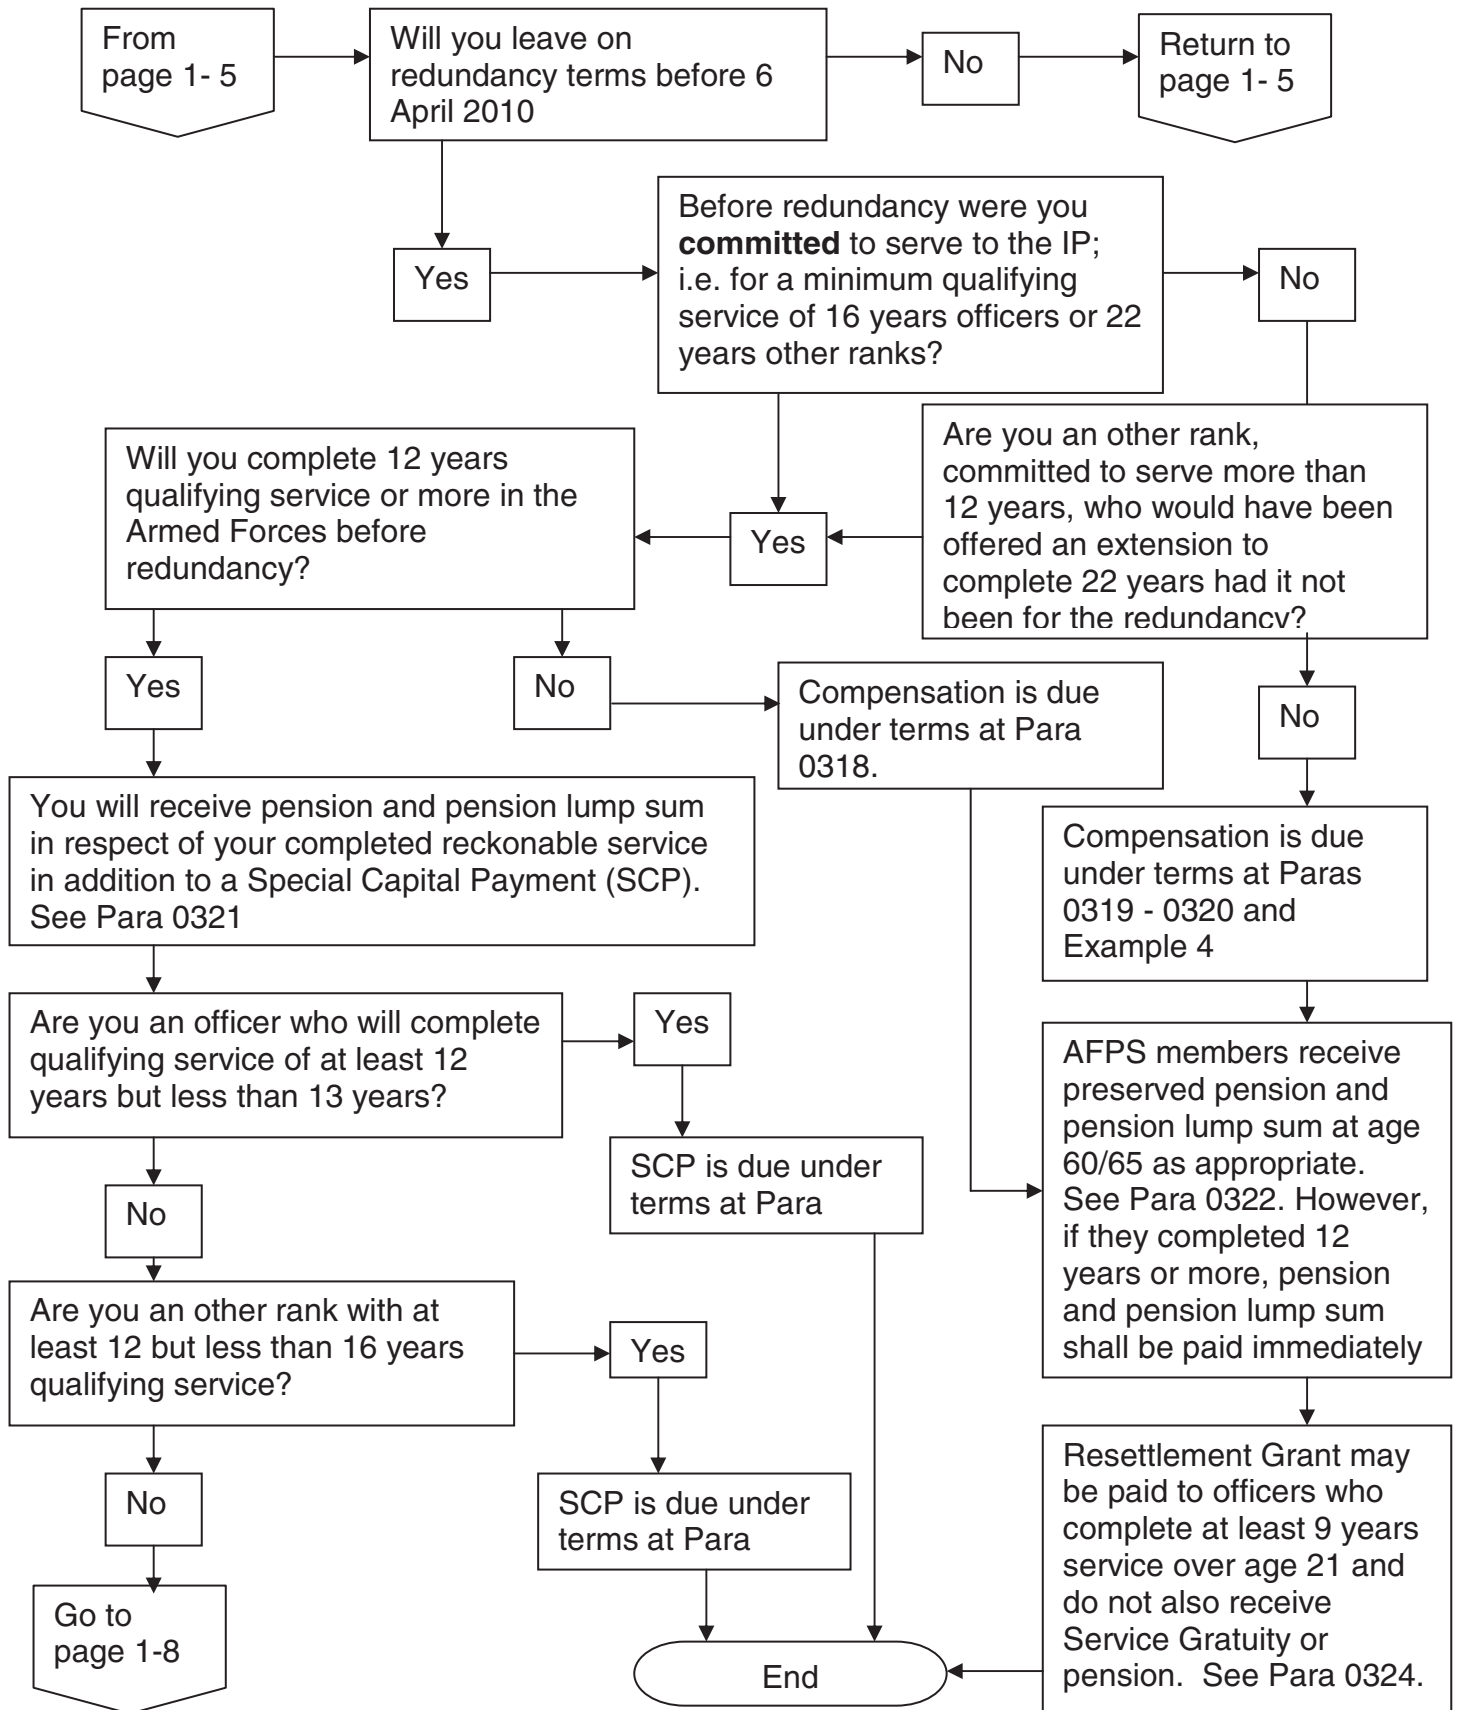 From
page 1- 5
Will you leave on
redundancy terms before 6
April 2010
No
Return to
page 1- 5
Yes
Before redundancy were you
committed to serve to the IP;
i.e. for a minimum qualifying
service of 16 years officers or 22
years other ranks?
No
Will you complete 12 years
qualifying service or more in the
Armed Forces before
redundancy?
Yes
Are you an other rank,
committed to serve more than
12 years, who would have been
offered an extension to
complete 22 years had it not
been for the redundancy?
Yes
No
Compensation is due
under terms at Para
0318.
No
You will receive pension and pension lump sum
in respect of your completed reckonable service
in addition to a Special Capital Payment (SCP).
See Para 0321
Compensation is due
under terms at Paras
0319 - 0320 and
Example 4
Are you an officer who will complete
qualifying service of at least 12
years but less than 13 years?
Yes
SCP is due under
terms at Para
AFPS members receive
preserved pension and
pension lump sum at age
60/65 as appropriate.
See Para 0322. However,
if they completed 12
years or more, pension
and pension lump sum
shall be paid immediately
No
Are you an other rank with at
least 12 but less than 16 years
qualifying service?
Yes
SCP is due under
terms at Para
Resettlement Grant may
be paid to officers who
complete at least 9 years
service over age 21 and
do not also receive
Service Gratuity or
pension.  See Para 0324.
No
Go to
page 1-8
End